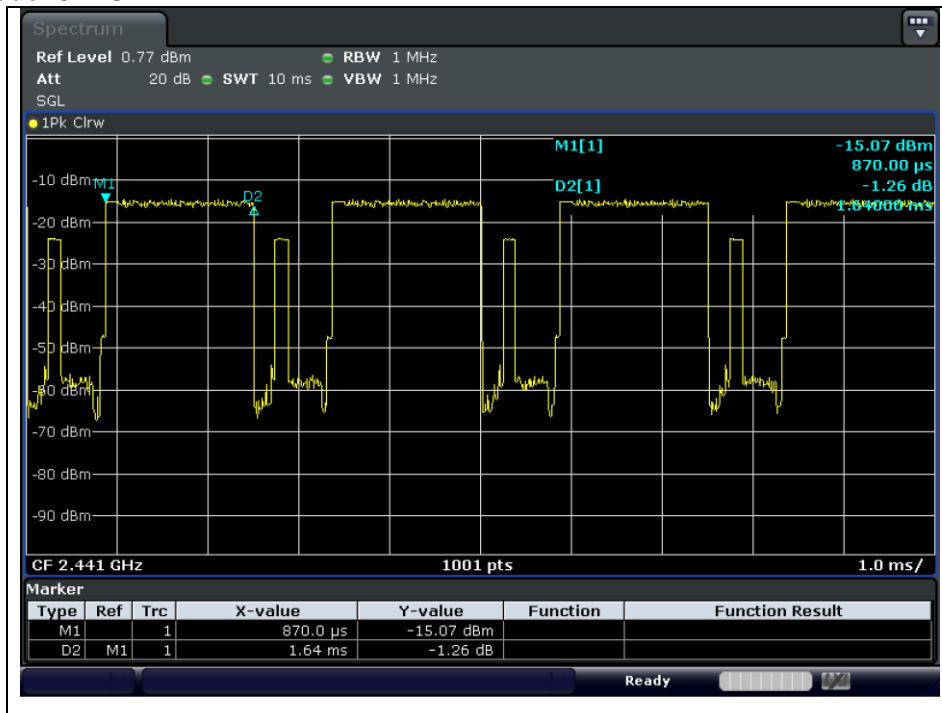 Spectrum
Ref Level 0.77 dBm RBW 1 MHz
Att 20 dB SWT 10 ms VBW 1 MHz
SGL
1Pk Clrw
M1[1] -15.07 dBm
870.00 µs
D2[1] -1.26 dB
1.64000 ms
M1
D2
-10 dBm
-20 dBm
-30 dBm
-40 dBm
-50 dBm
-60 dBm
-70 dBm
-80 dBm
-90 dBm
CF 2.441 GHz 1001 pts 1.0 ms/
Marker
Type Ref Trc X-value Y-value Function Function Result
M1 1 870.0 µs -15.07 dBm
D2 M1 1 1.64 ms -1.26 dB
Ready